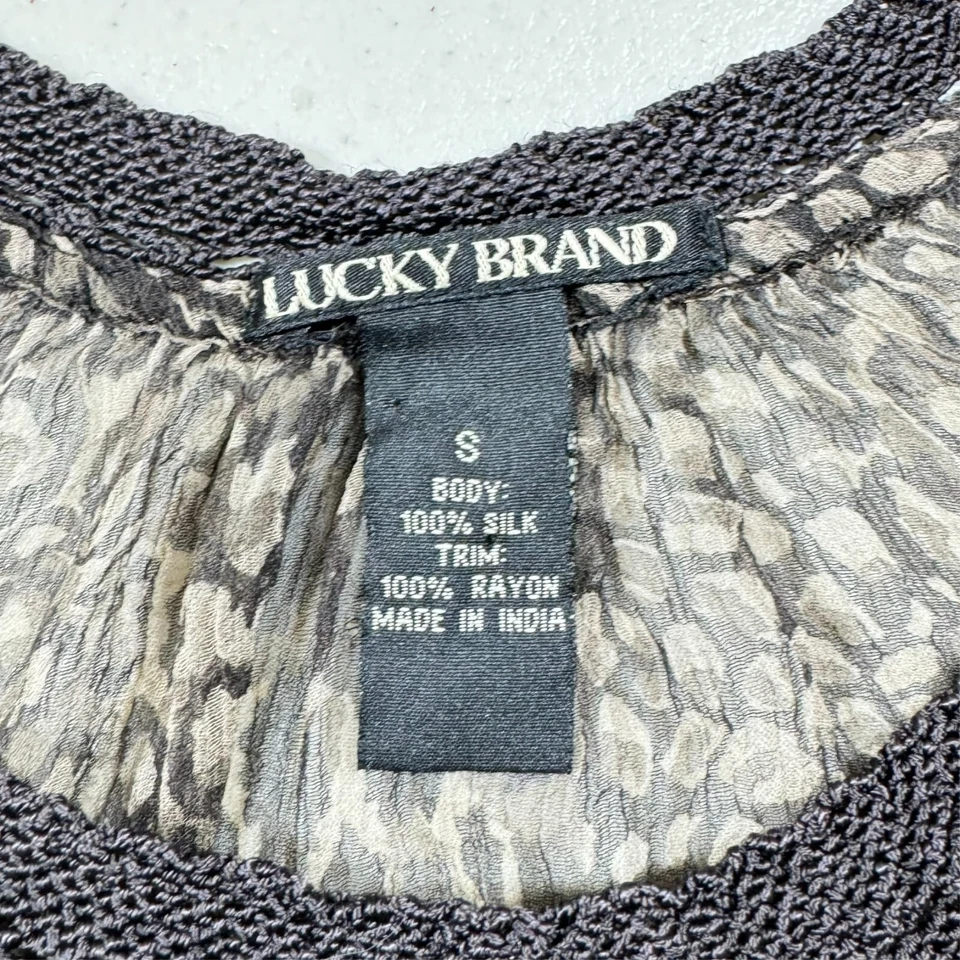 LUCKY BRAND
S
BODY:
100% SILK
TRIM:
100% RAYON
MADE IN INDIA